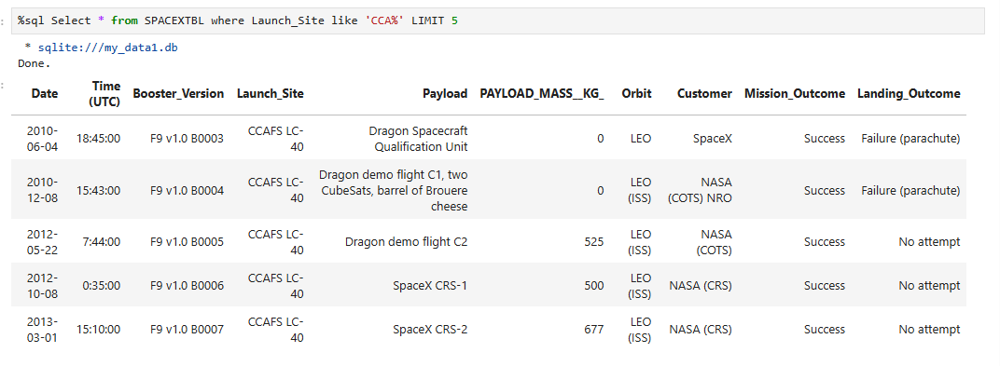 %sql Select * from SPACEXTBL where Launch_Site like 'CCA%' LIMIT 5
* sqlite:///my_data1.db
Done.
Date Time (UTC) Booster_Version Launch_Site Payload PAYLOAD_MASS__KG_ Orbit Customer Mission_Outcome Landing_Outcome
2010-06-04 18:45:00 F9 v1.0 B0003 CCAFS LC-40 Dragon Spacecraft Qualification Unit 0 LEO SpaceX Success Failure (parachute)
2010-12-08 15:43:00 F9 v1.0 B0004 CCAFS LC-40 Dragon demo flight C1, two CubeSats, barrel of Brouere cheese 0 LEO (ISS) NASA (COTS) NRO Success Failure (parachute)
2012-05-22 7:44:00 F9 v1.0 B0005 CCAFS LC-40 Dragon demo flight C2 525 LEO (ISS) NASA (COTS) Success No attempt
2012-10-08 0:35:00 F9 v1.0 B0006 CCAFS LC-40 SpaceX CRS-1 500 LEO (ISS) NASA (CRS) Success No attempt
2013-03-01 15:10:00 F9 v1.0 B0007 CCAFS LC-40 SpaceX CRS-2 677 LEO (ISS) NASA (CRS) Success No attempt